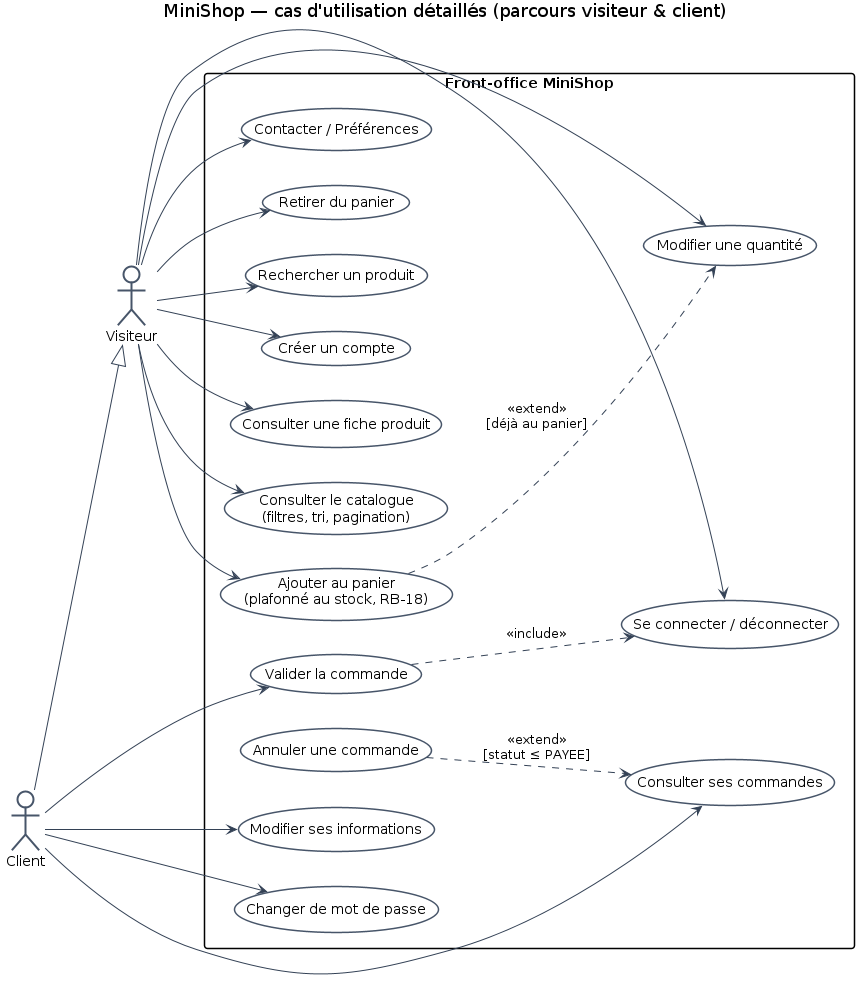 MiniShop — cas d'utilisation détaillés (parcours visiteur & client)
Front-office MiniShop
Contacter / Préférences
Retirer du panier
Modifier une quantité
Rechercher un produit
Visiteur
Créer un compte
«extend»
[déjà au panier]
Consulter une fiche produit
Consulter le catalogue
(filtres, tri, pagination)
Ajouter au panier
(plafonné au stock, RB-18)
Se connecter / déconnecter
«include»
Valider la commande
Annuler une commande
«extend»
[statut ≤ PAYEE]
Consulter ses commandes
Modifier ses informations
Client
Changer de mot de passe